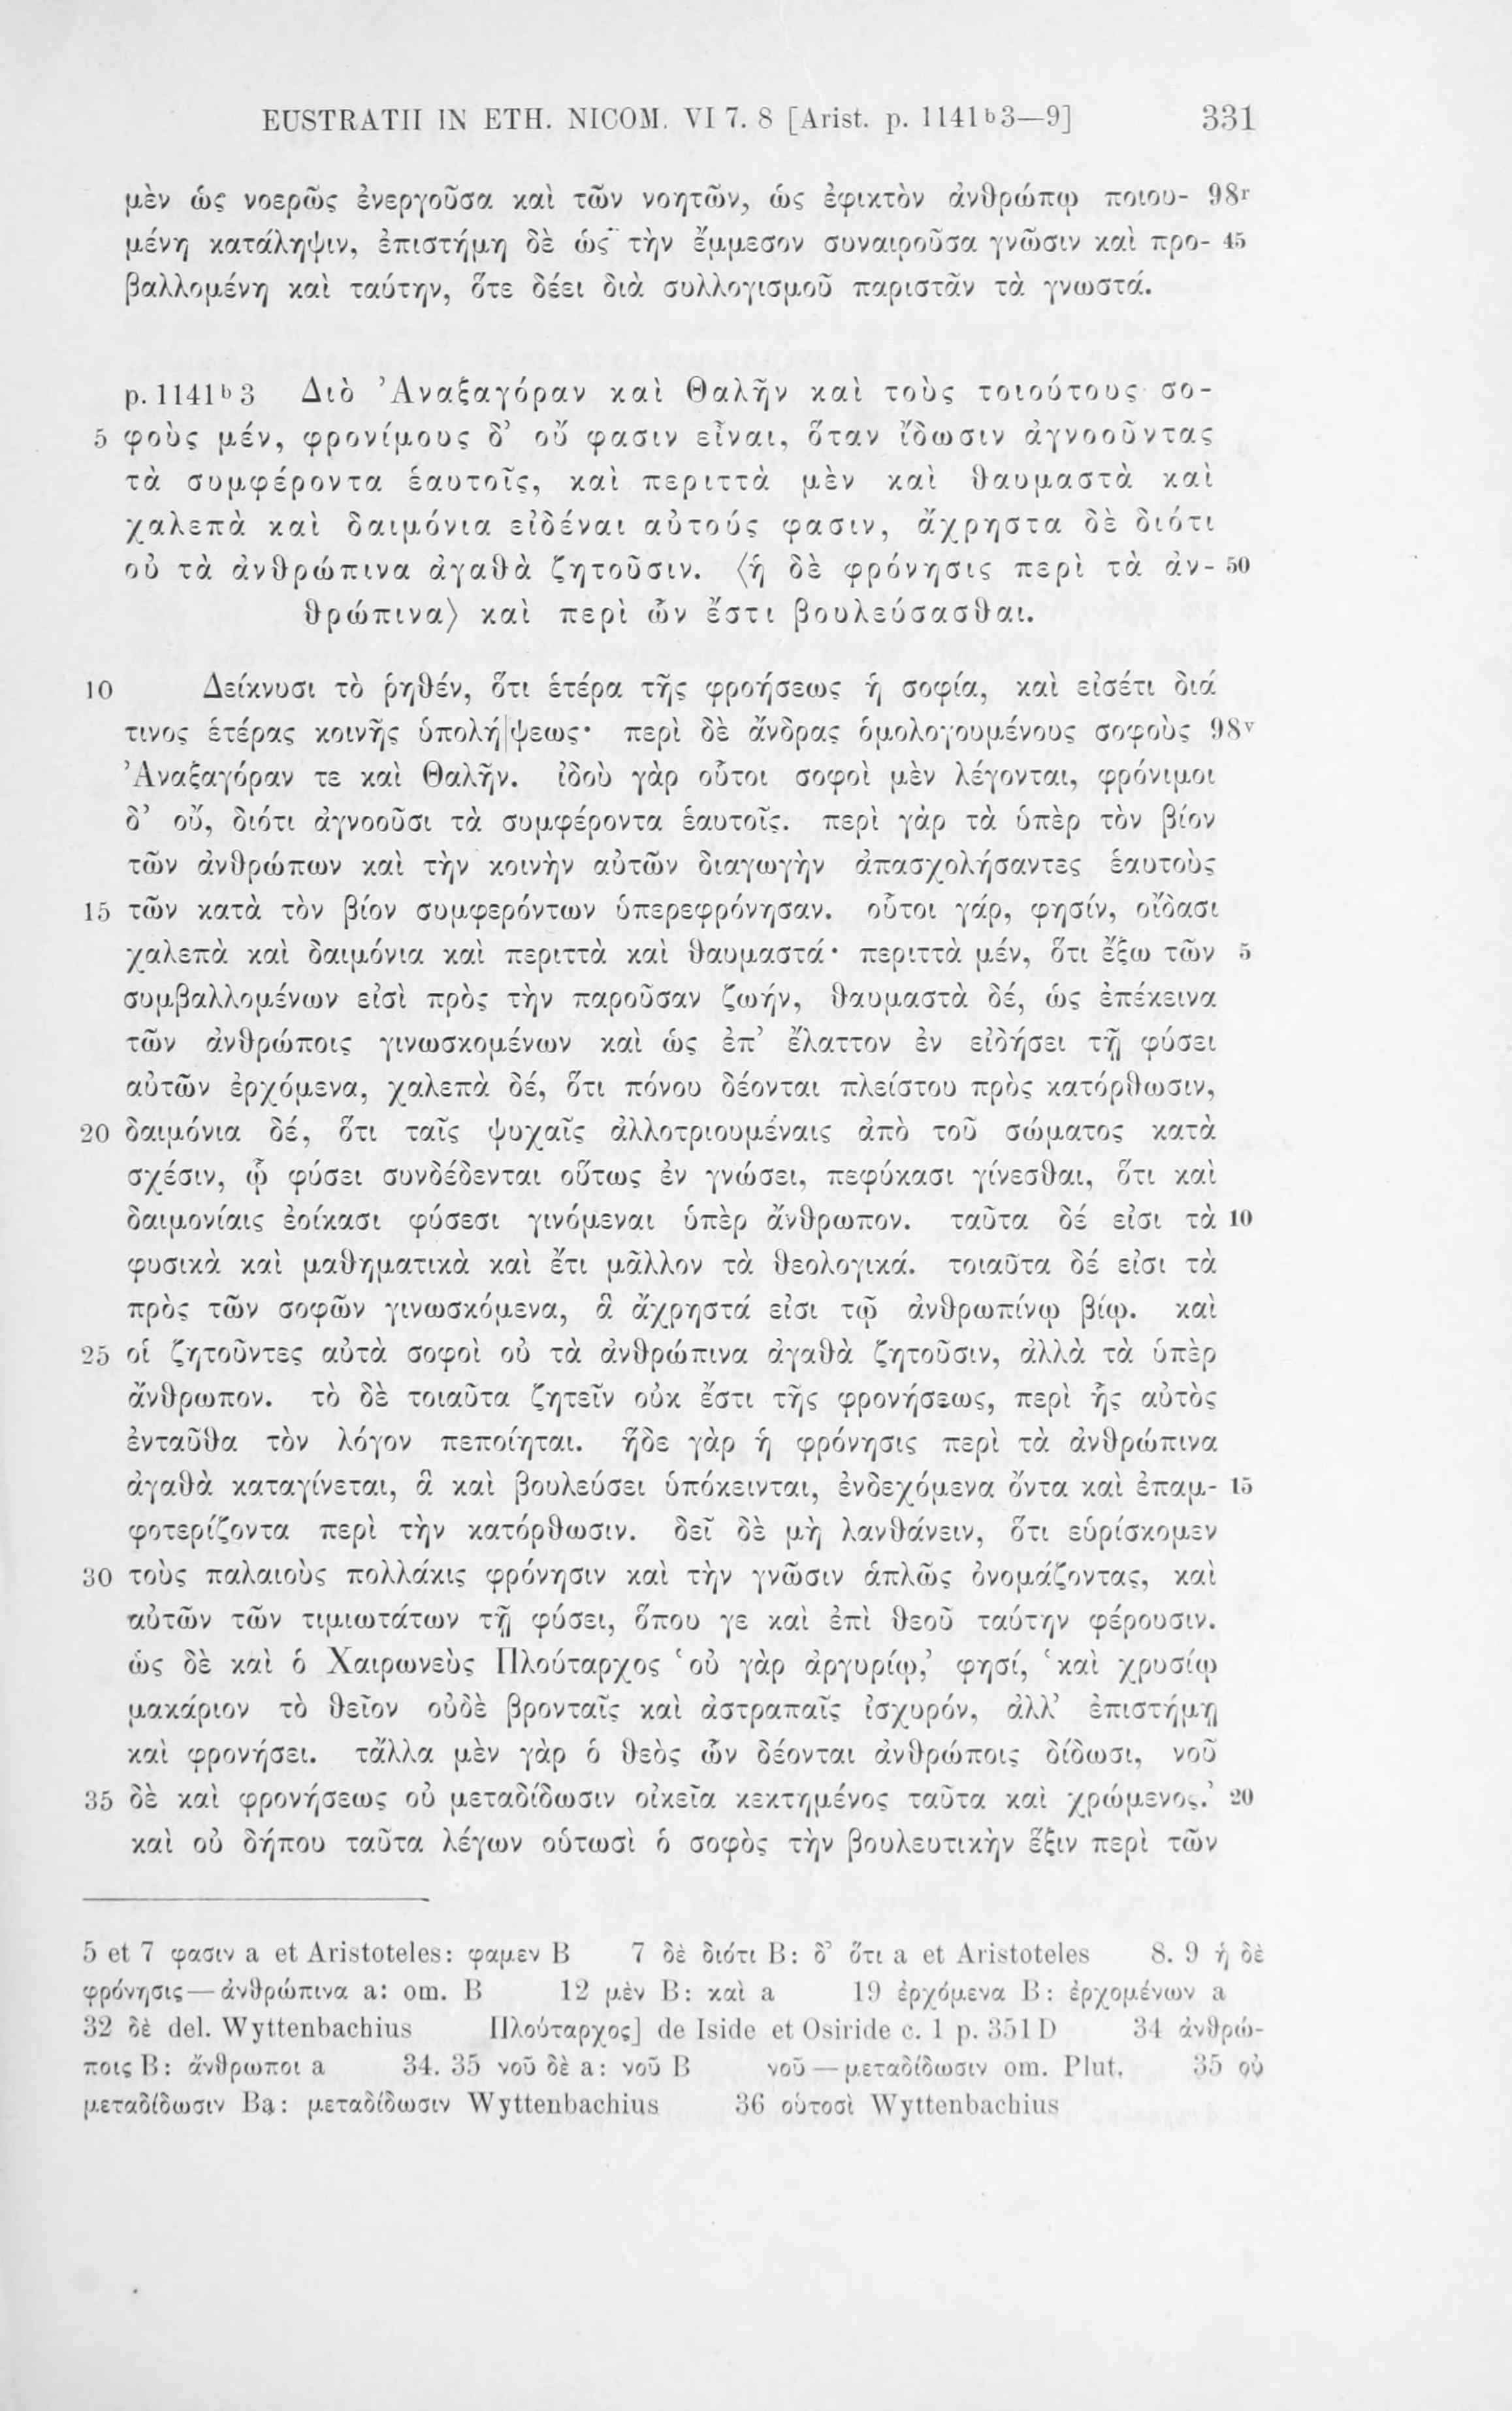 EUSTRATII IN ETH. NICOM. VI 7. 8 [Arist. p. 1141ᵇ3—9] 331
μὲν ὡς νοερῶς ἐνεργοῦσα καὶ τῶν νοητῶν, ὡς ἐφικτὸν ἀνθρώπῳ ποιου- 98ʳ
μένη κατάληψιν, ἐπιστήμη δὲ ὡς τὴν ἔμμεσον συναιροῦσα γνῶσιν καὶ προ- 45
βαλλομένη καὶ ταύτην, ὅτε δέει διὰ συλλογισμοῦ παριστᾶν τὰ γνωστά.
p. 1141ᵇ3 Διὸ Ἀναξαγόραν καὶ Θαλῆν καὶ τοὺς τοιούτους σο-
5 φοὺς μέν, φρονίμους δ’ οὔ φασιν εἶναι, ὅταν ἴδωσιν ἀγνοοῦντας
τὰ συμφέροντα ἑαυτοῖς, καὶ περιττὰ μὲν καὶ θαυμαστὰ καὶ
χαλεπὰ καὶ δαιμόνια εἰδέναι αὐτούς φασιν, ἄχρηστα δὲ διότι
οὐ τὰ ἀνθρώπινα ἀγαθὰ ζητοῦσιν. ⟨ἡ δὲ φρόνησις περὶ τὰ ἀν- 50
θρώπινα⟩ καὶ περὶ ὧν ἔστι βουλεύσασθαι.
10 Δείκνυσι τὸ ῥηθέν, ὅτι ἑτέρα τῆς φροήσεως ἡ σοφία, καὶ εἰσέτι διά
τινος ἑτέρας κοινῆς ὑπολή|ψεως· περὶ δὲ ἄνδρας ὁμολογουμένους σοφοὺς 98ᵛ
Ἀναξαγόραν τε καὶ Θαλῆν. ἰδοὺ γὰρ οὗτοι σοφοὶ μὲν λέγονται, φρόνιμοι
δ’ οὔ, διότι ἀγνοοῦσι τὰ συμφέροντα ἑαυτοῖς. περὶ γὰρ τὰ ὑπὲρ τὸν βίον
τῶν ἀνθρώπων καὶ τὴν κοινὴν αὐτῶν διαγωγὴν ἀπασχολήσαντες ἑαυτοὺς
15 τῶν κατὰ τὸν βίον συμφερόντων ὑπερεφρόνησαν. οὗτοι γάρ, φησίν, οἴδασι
χαλεπὰ καὶ δαιμόνια καὶ περιττὰ καὶ θαυμαστά· περιττὰ μέν, ὅτι ἔξω τῶν 5
συμβαλλομένων εἰσὶ πρὸς τὴν παροῦσαν ζωήν, θαυμαστὰ δέ, ὡς ἐπέκεινα
τῶν ἀνθρώποις γινωσκομένων καὶ ὡς ἐπ’ ἔλαττον ἐν εἰδήσει τῇ φύσει
αὐτῶν ἐρχόμενα, χαλεπὰ δέ, ὅτι πόνου δέονται πλείστου πρὸς κατόρθωσιν,
20 δαιμόνια δέ, ὅτι ταῖς ψυχαῖς ἀλλοτριουμέναις ἀπὸ τοῦ σώματος κατὰ
σχέσιν, ᾧ φύσει συνδέδενται οὕτως ἐν γνώσει, πεφύκασι γίνεσθαι, ὅτι καὶ
δαιμονίαις ἐοίκασι φύσεσι γινόμεναι ὑπὲρ ἄνθρωπον. ταῦτα δέ εἰσι τὰ 10
φυσικὰ καὶ μαθηματικὰ καὶ ἔτι μᾶλλον τὰ θεολογικά. τοιαῦτα δέ εἰσι τὰ
πρὸς τῶν σοφῶν γινωσκόμενα, ἃ ἄχρηστά εἰσι τῷ ἀνθρωπίνῳ βίῳ. καὶ
25 οἱ ζητοῦντες αὐτὰ σοφοὶ οὐ τὰ ἀνθρώπινα ἀγαθὰ ζητοῦσιν, ἀλλὰ τὰ ὑπὲρ
ἄνθρωπον. τὸ δὲ τοιαῦτα ζητεῖν οὐκ ἔστι τῆς φρονήσεως, περὶ ἧς αὐτὸς
ἐνταῦθα τὸν λόγον πεποίηται. ἥδε γὰρ ἡ φρόνησις περὶ τὰ ἀνθρώπινα
ἀγαθὰ καταγίνεται, ἃ καὶ βουλεύσει ὑπόκεινται, ἐνδεχόμενα ὄντα καὶ ἐπαμ- 15
φοτερίζοντα περὶ τὴν κατόρθωσιν. δεῖ δὲ μὴ λανθάνειν, ὅτι εὑρίσκομεν
30 τοὺς παλαιοὺς πολλάκις φρόνησιν καὶ τὴν γνῶσιν ἁπλῶς ὀνομάζοντας, καὶ
αὐτῶν τῶν τιμιωτάτων τῇ φύσει, ὅπου γε καὶ ἐπὶ θεοῦ ταύτην φέρουσιν.
ὡς δὲ καὶ ὁ Χαιρωνεὺς Πλούταρχος ‘οὐ γὰρ ἀργυρίῳ,’ φησί, ‘καὶ χρυσίῳ
μακάριον τὸ θεῖον οὐδὲ βρονταῖς καὶ ἀστραπαῖς ἰσχυρόν, ἀλλ’ ἐπιστήμῃ
καὶ φρονήσει. τἄλλα μὲν γὰρ ὁ θεὸς ὧν δέονται ἀνθρώποις δίδωσι, νοῦ
35 δὲ καὶ φρονήσεως οὐ μεταδίδωσιν οἰκεῖα κεκτημένος ταῦτα καὶ χρώμενος.’ 20
καὶ οὐ δήπου ταῦτα λέγων οὑτωσὶ ὁ σοφὸς τὴν βουλευτικὴν ἕξιν περὶ τῶν
5 et 7 φασιν a et Aristoteles: φαμεν B 7 δὲ διότι B: δ’ ὅτι a et Aristoteles 8. 9 ἡ δὲ
φρόνησις—ἀνθρώπινα a: om. B 12 μὲν B: καὶ a 19 ἐρχόμενα B: ἐρχομένων a
32 δὲ del. Wyttenbachius Πλούταρχος] de Iside et Osiride c. 1 p. 351D 34 ἀνθρώ-
ποις B: ἄνθρωποι a 34. 35 νοῦ δὲ a: νοῦ B νοῦ—μεταδίδωσιν om. Plut. 35 οὐ
μεταδίδωσιν Ba: μεταδίδωσιν Wyttenbachius 36 οὑτοσὶ Wyttenbachius